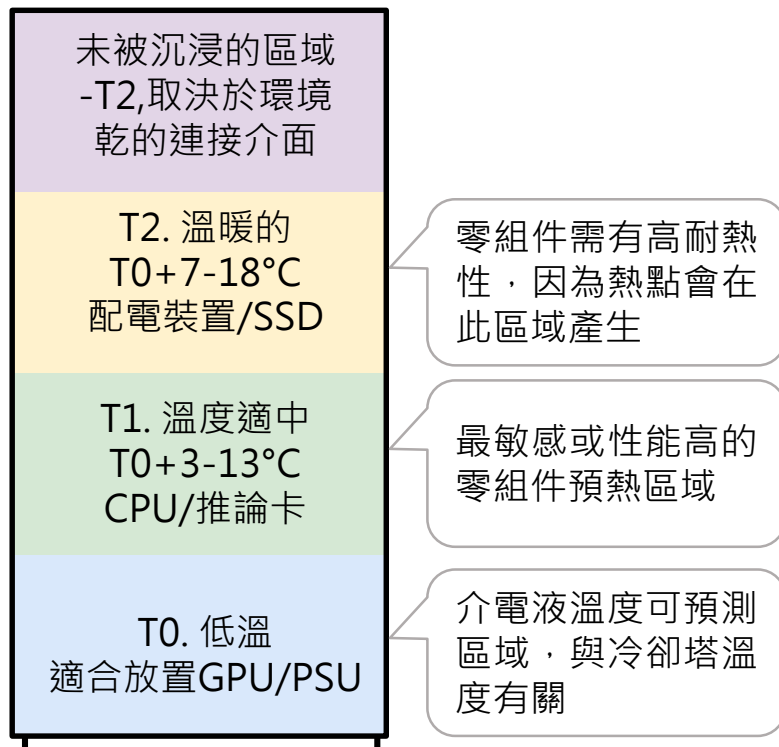 未被沉浸的區域
-T2,取決於環境
乾的連接介面
T2. 溫暖的
T0+7-18°C
配電裝置/SSD
零組件需有高耐熱
性，因為熱點會在
此區域產生
T1. 溫度適中
T0+3-13°C
CPU/推論卡
最敏感或性能高的
零組件預熱區域
T0. 低溫
適合放置GPU/PSU
介電液溫度可預測
區域，與冷卻塔溫
度有關